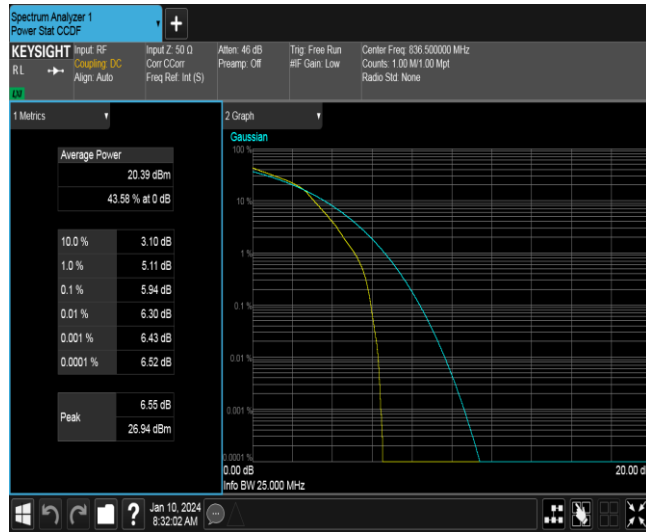 Spectrum Analyzer 1
Power Stat CCDF
+
KEYSIGHT
RL
LXI
Input: RF
Coupling: DC
Align: Auto
Input Z: 50 Ω
Corr CCorr
Freq Ref: Int (S)
Atten: 46 dB
Preamp: Off
Trig: Free Run
#IF Gain: Low
Center Freq: 836.500000 MHz
Counts: 1.00 M/1.00 Mpt
Radio Std: None
1 Metrics
Average Power
20.39 dBm
43.58 % at 0 dB
10.0 % 3.10 dB
1.0 % 5.11 dB
0.1 % 5.94 dB
0.01 % 6.30 dB
0.001 % 6.43 dB
0.0001 % 6.52 dB
Peak
6.55 dB
26.94 dBm
2 Graph
Gaussian
100 %
10 %
1 %
0.1 %
0.01 %
0.001 %
0.0001 %
0.00 dB
20.00 d
Info BW 25.000 MHz
?
Jan 10, 2024
8:32:02 AM